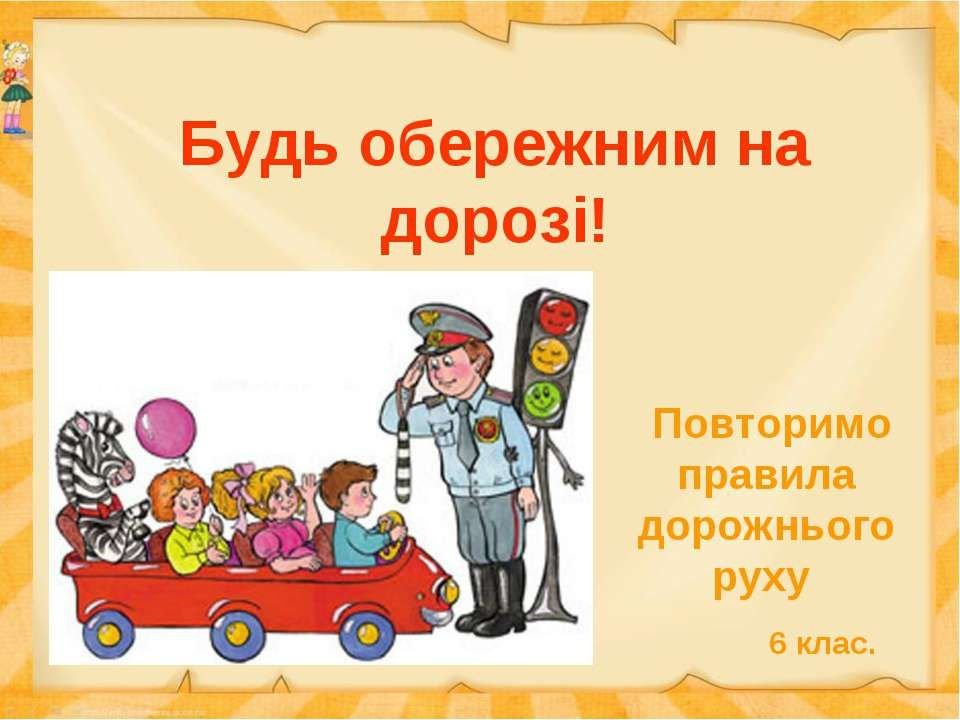 Будь обережним на
дорозі!
Повторимо
правила
дорожнього
руху
6 клас.